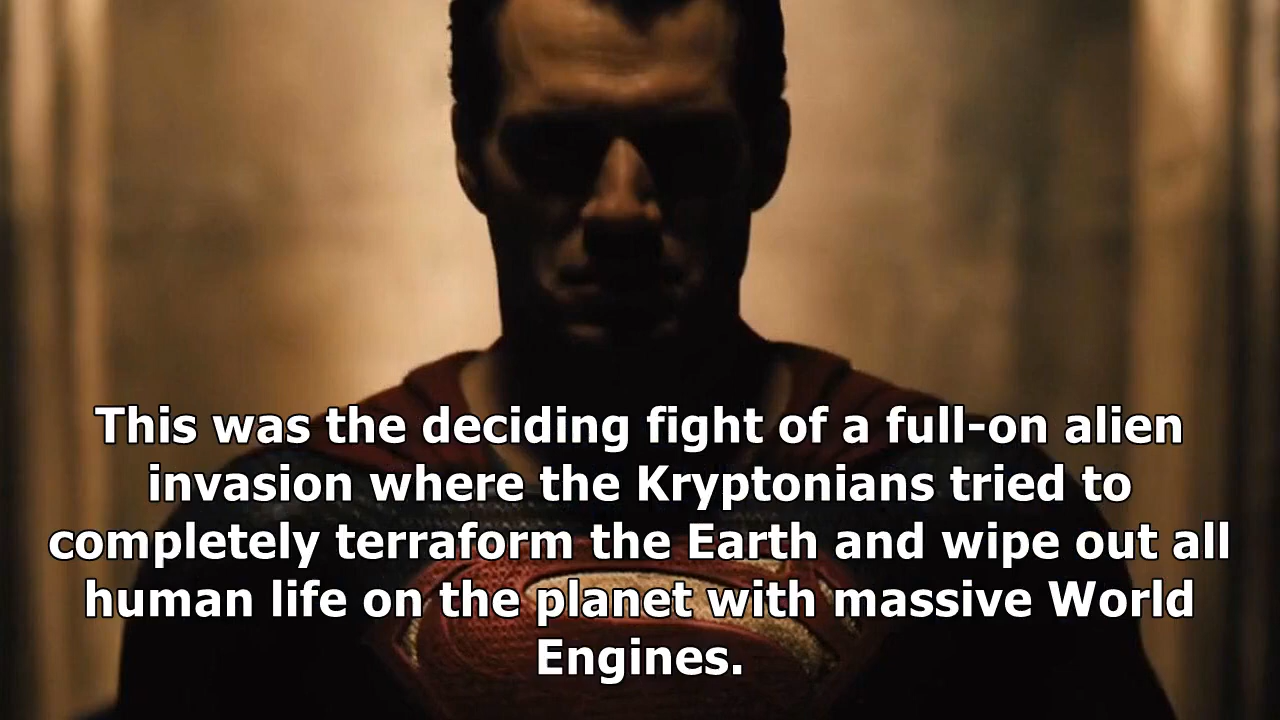 This was the deciding fight of a full-on alien
invasion where the Kryptonians tried to
completely terraform the Earth and wipe out all
human life on the planet with massive World
Engines.